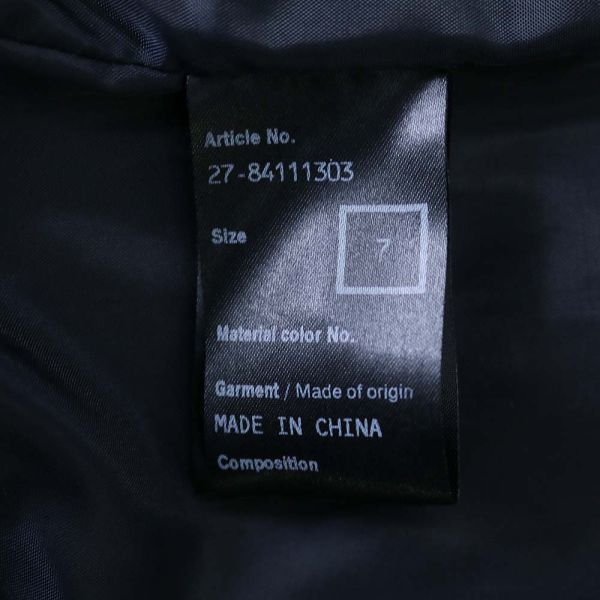 Article No.
27-84111303
Size
7
Material color No.
Garment / Made of origin
MADE IN CHINA
Composition